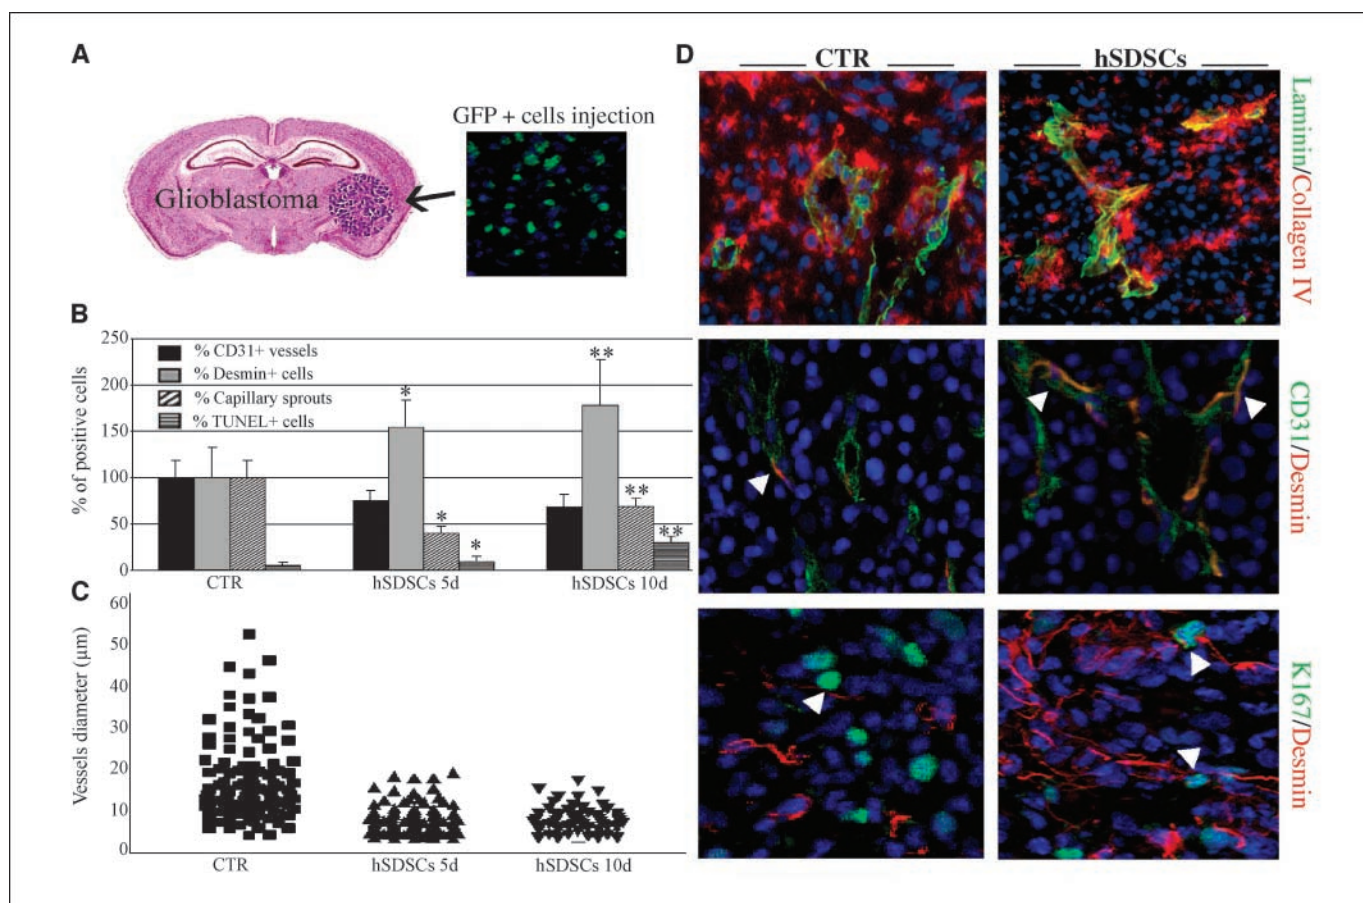 A
GFP + cells injection
Glioblastoma
B
% of positive cells
250
200
150
100
50
0
% CD31+ vessels
% Desmin+ cells
% Capillary sprouts
% TUNEL+ cells
*
*
*
**
**
**
CTR
hSDSCs 5d
hSDSCs 10d
C
Vessels diameter (µm)
60
50
40
30
20
10
0
CTR
hSDSCs 5d
hSDSCs 10d
D
CTR
hSDSCs
Laminin/Collagen IV
CD31/Desmin
K167/Desmin